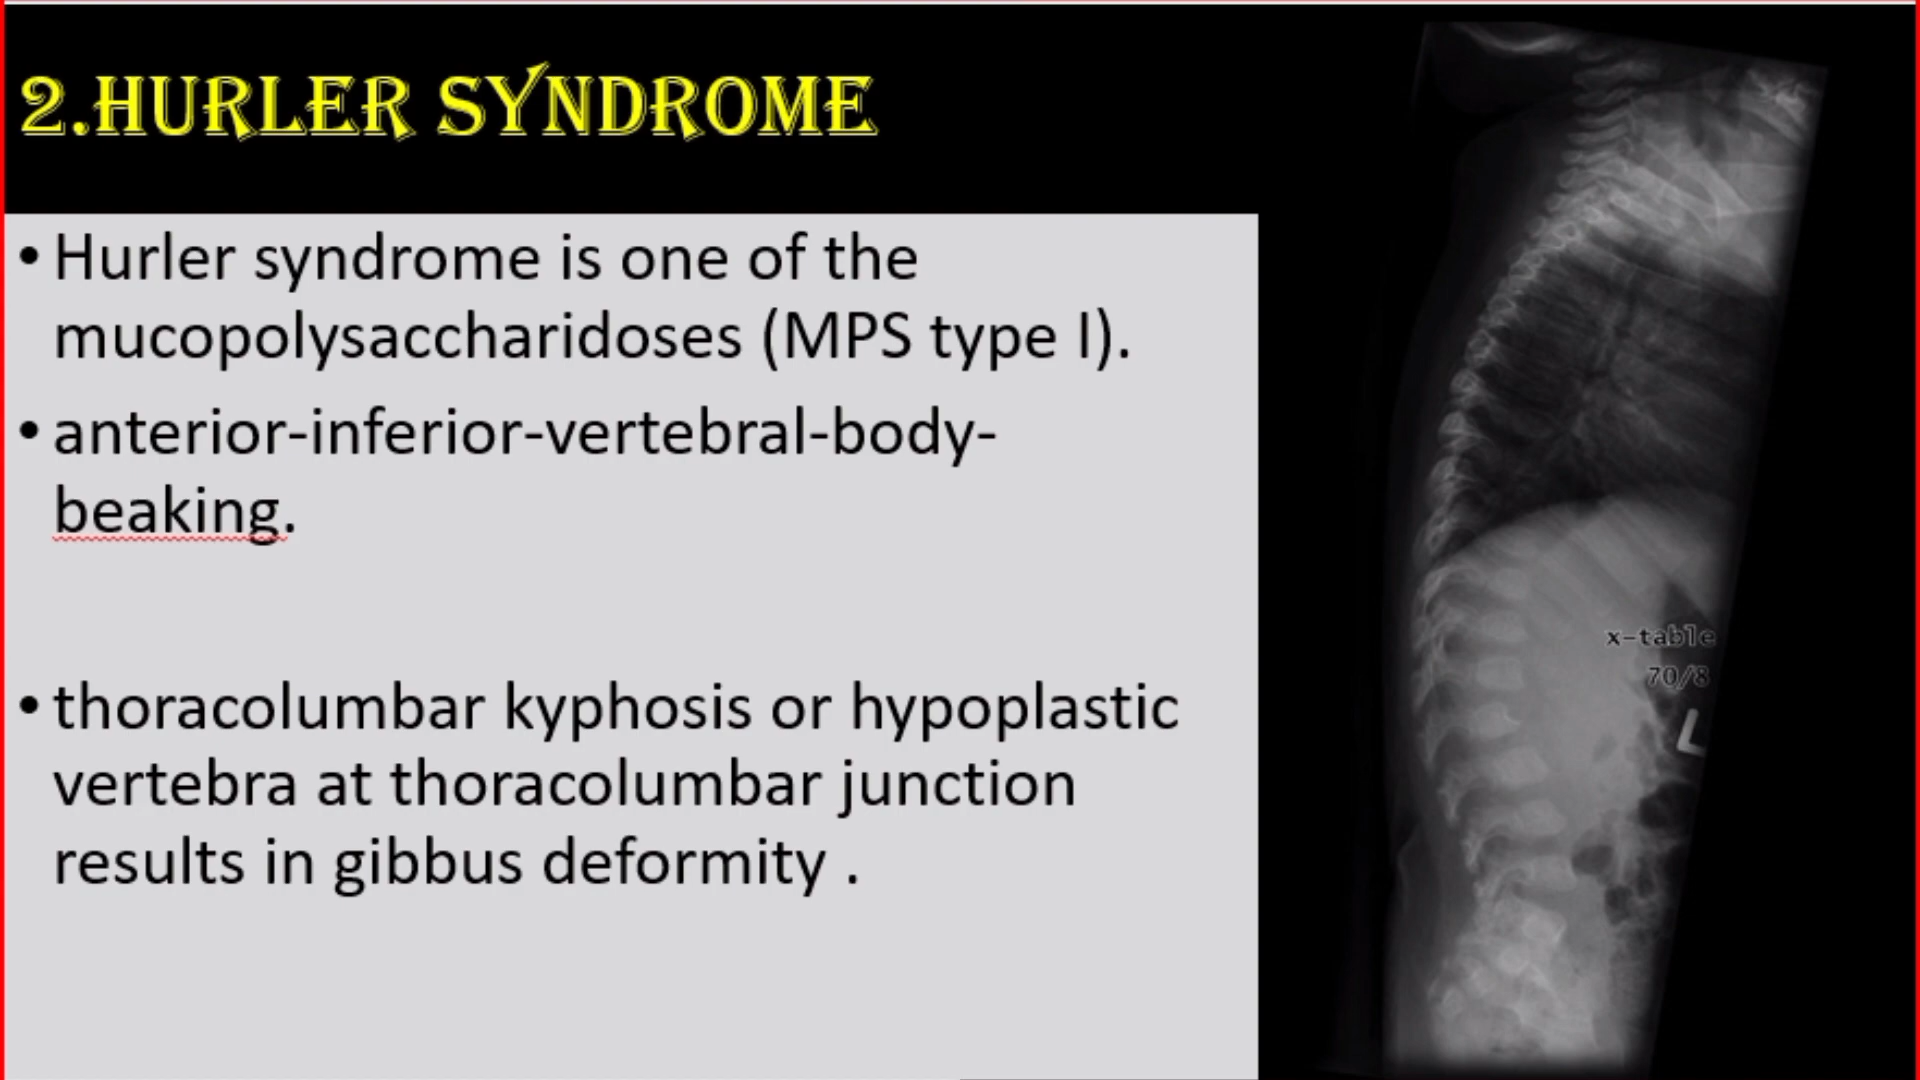 2.HURLER SYNDROME
• Hurler syndrome is one of the
mucopolysaccharidoses (MPS type I).
• anterior-inferior-vertebral-body-
beaking.
• thoracolumbar kyphosis or hypoplastic
vertebra at thoracolumbar junction
results in gibbus deformity .
x-table
70/8
L